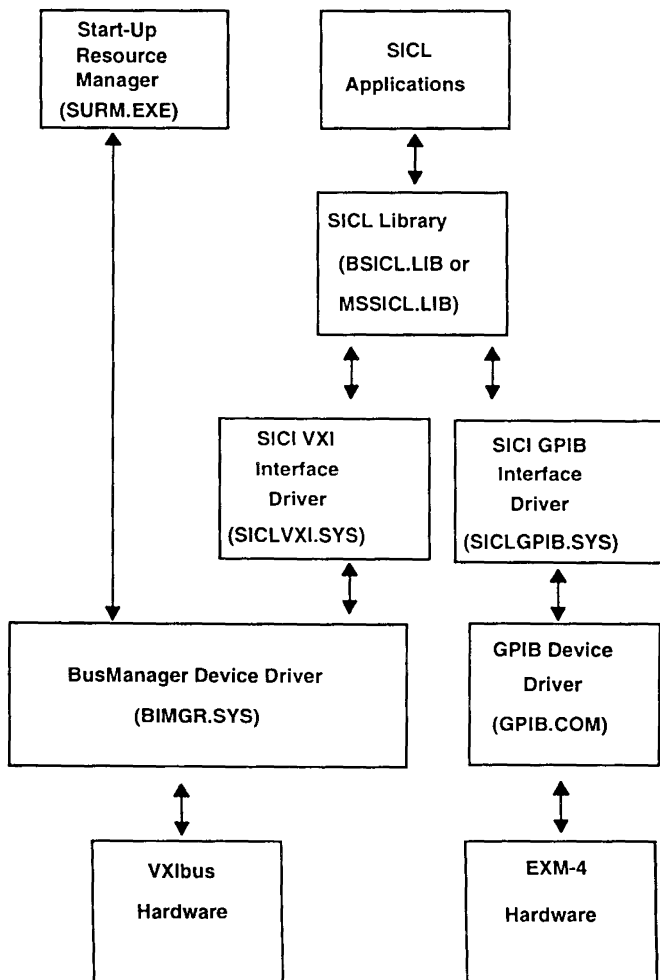 Start-Up
Resource
Manager
(SURM.EXE)
SICL
Applications
SICL Library
(BSICL.LIB or
MSSICL.LIB)
SICI VXI
Interface
Driver
(SICLVXI.SYS)
SICI GPIB
Interface
Driver
(SICLGPIB.SYS)
BusManager Device Driver
(BIMGR.SYS)
GPIB Device
Driver
(GPIB.COM)
VXIbus
Hardware
EXM-4
Hardware